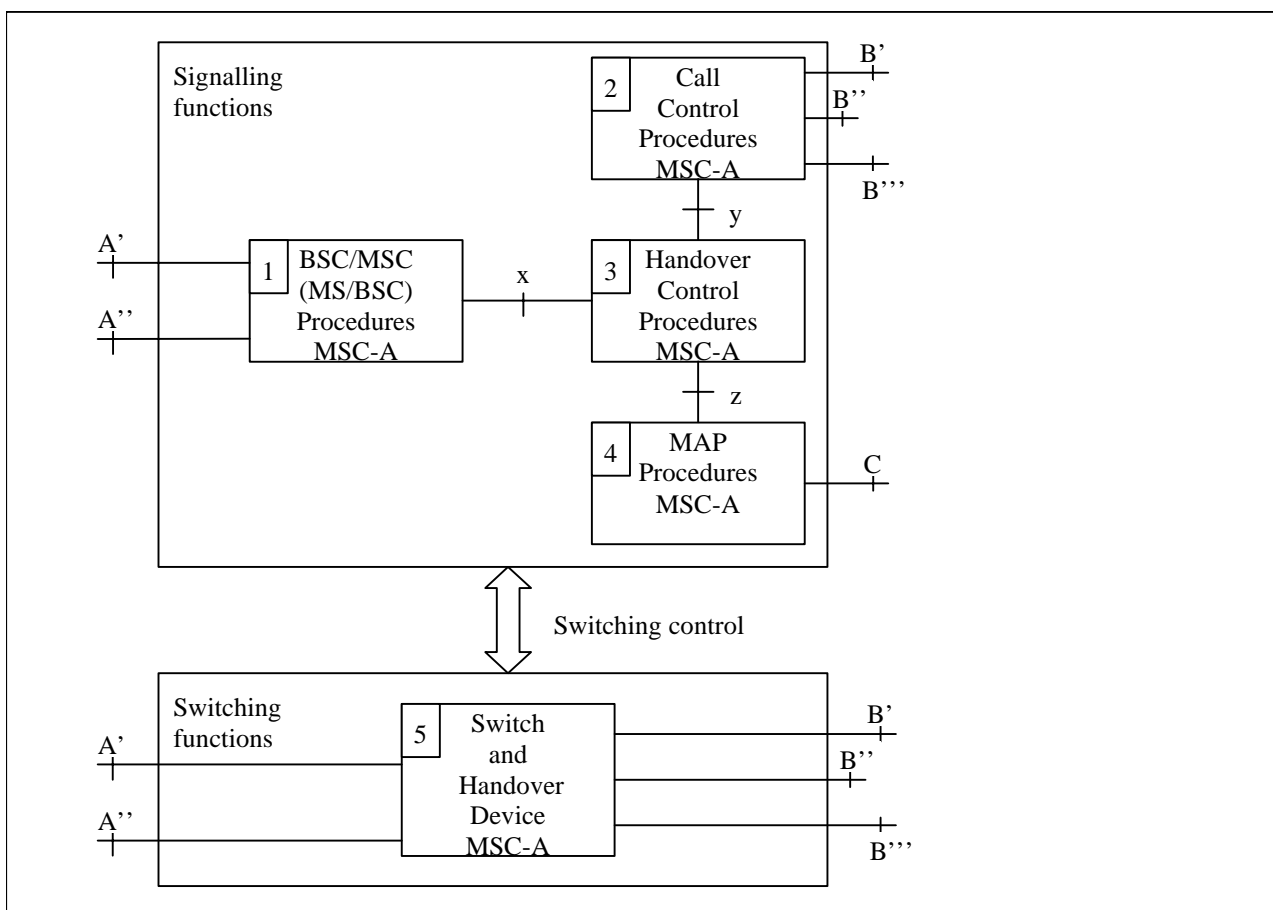 Signalling
functions
2
Call
Control
Procedures
MSC-A
B’
B’’
B’’’
y
A’
A’’
1
BSC/MSC
(MS/BSC)
Procedures
MSC-A
x
3
Handover
Control
Procedures
MSC-A
z
4
MAP
Procedures
MSC-A
C
Switching control
Switching
functions
A’
A’’
5
Switch
and
Handover
Device
MSC-A
B’
B’’
B’’’